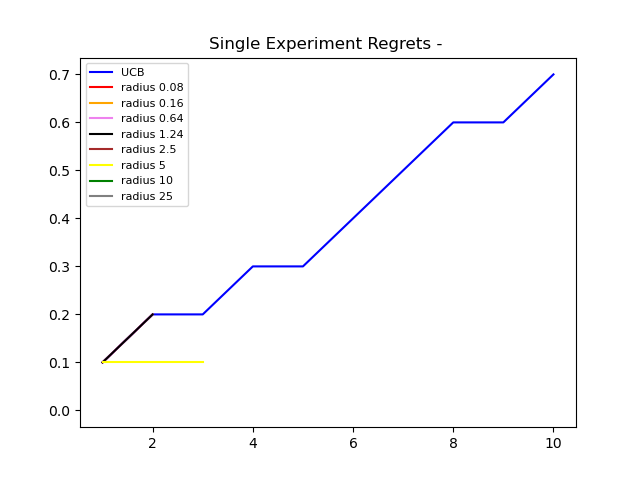 Single Experiment Regrets -
UCB
radius 0.08
radius 0.16
radius 0.64
radius 1.24
radius 2.5
radius 5
radius 10
radius 25
0.7
0.6
0.5
0.4
0.3
0.2
0.1
0.0
2 4 6 8 10